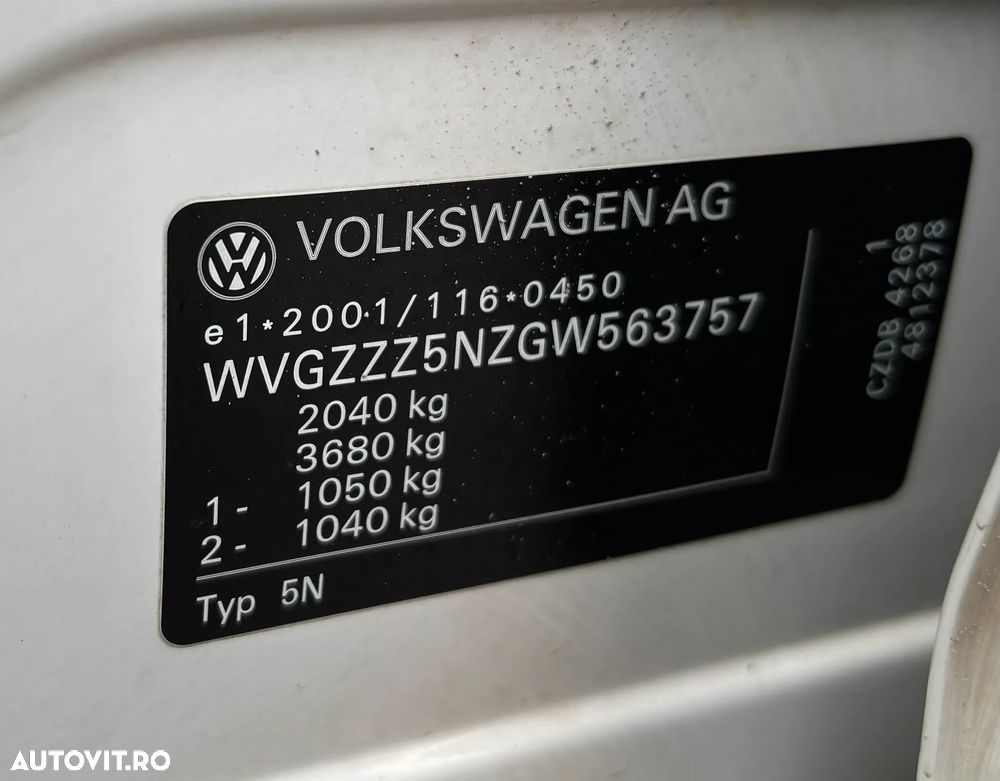 VOLKSWAGEN AG
e1*2001/116*0450
WVGZZZ5NZGW563757
2040 kg
3680 kg
1- 1050 kg
2- 1040 kg
Typ 5N
1
CZDB 4268
4812378
AUTOVIT.RO